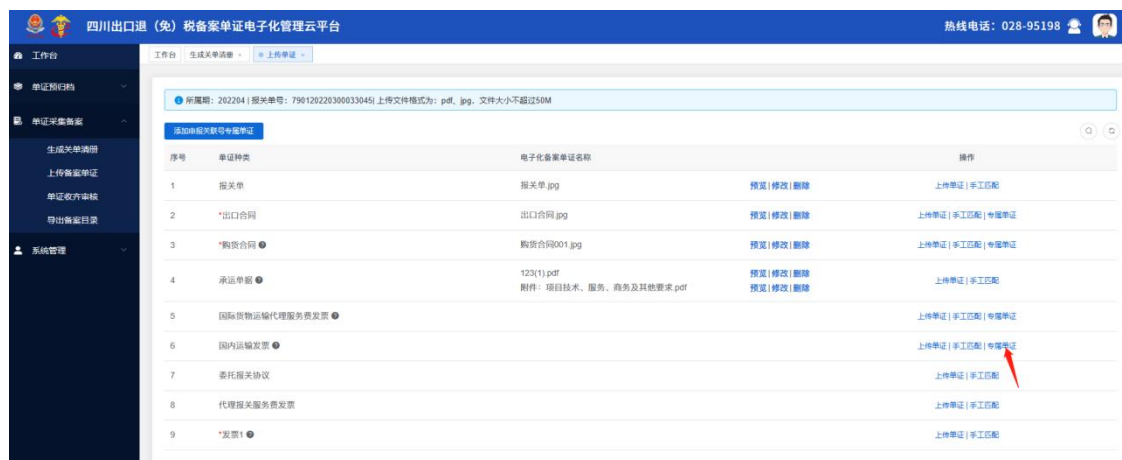 四川出口退（免）税备案单证电子化管理云平台
热线电话：028-95198
工作台
单证预归档
单证采集备案
生成关单清册
上传备案单证
单证收齐审核
导出备案目录
系统管理
工作台 生成关单清册 × 上传单证 ×
所属期：202204 | 报关单号：790120220300033045| 上传文件格式为：pdf、jpg，文件大小不超过50M
添加申报关联号专属单证
序号 单证种类 电子化备案单证名称 操作
1 报关单 报关单.jpg 预览|修改|删除 上传单证|手工匹配
2 *出口合同 出口合同.jpg 预览|修改|删除 上传单证|手工匹配|专属单证
3 *购货合同 购货合同001.jpg 预览|修改|删除 上传单证|手工匹配|专属单证
4 承运单据 123(1).pdf 预览|修改|删除 上传单证|手工匹配
附件：项目技术、服务、商务及其他要求.pdf 预览|修改|删除
5 国际货物运输代理服务费发票 上传单证|手工匹配|专属单证
6 国内运输发票 上传单证|手工匹配|专属单证
7 委托报关协议 上传单证|手工匹配
8 代理报关服务费发票 上传单证|手工匹配
9 *发票1 上传单证|手工匹配